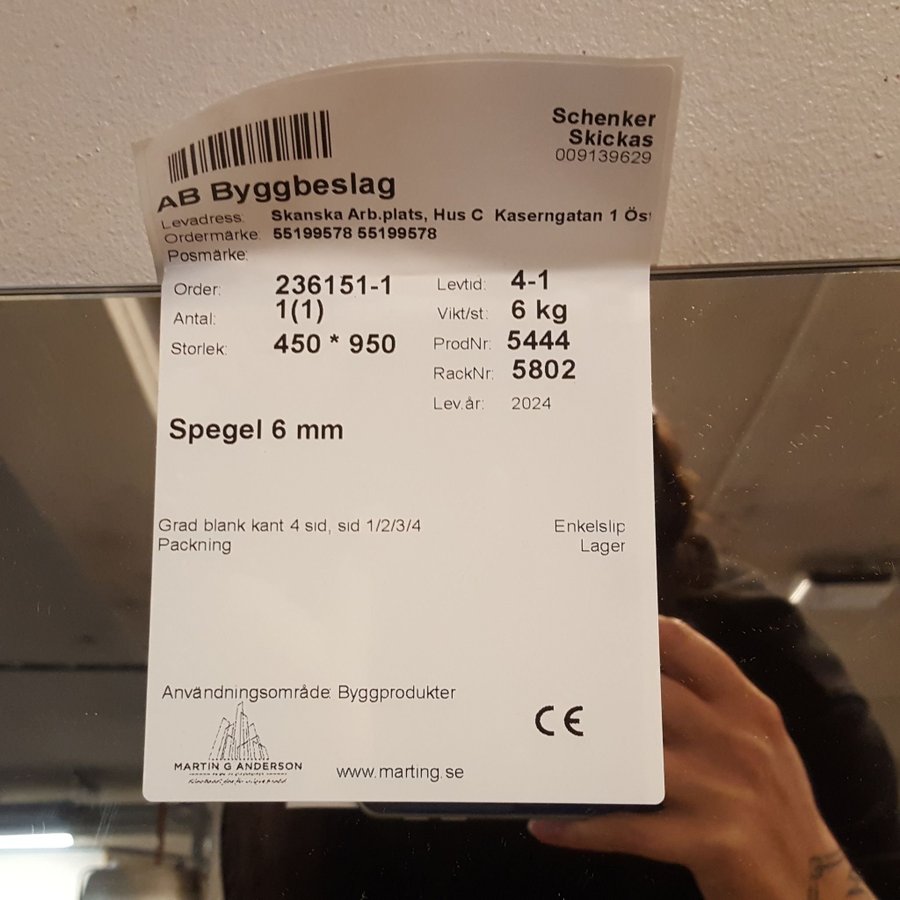 Schenker
Skickas
009139629
AB Byggbeslag
Levadress: Skanska Arb.plats, Hus C Kaserngatan 1
Ordermärke: 55199578 55199578
Posmärke:
Order: 236151-1 Levtid: 4-1
Antal: 1(1) Vikt/st: 6 kg
Storlek: 450 * 950 ProdNr: 5444
RackNr: 5802
Lev.år: 2024
Spegel 6 mm
Grad blank kant 4 sid, sid 1/2/3/4 Enkelslip
Packning Lager
Användningsområde: Byggprodukter
CE
MARTIN G ANDERSON
www.marting.se